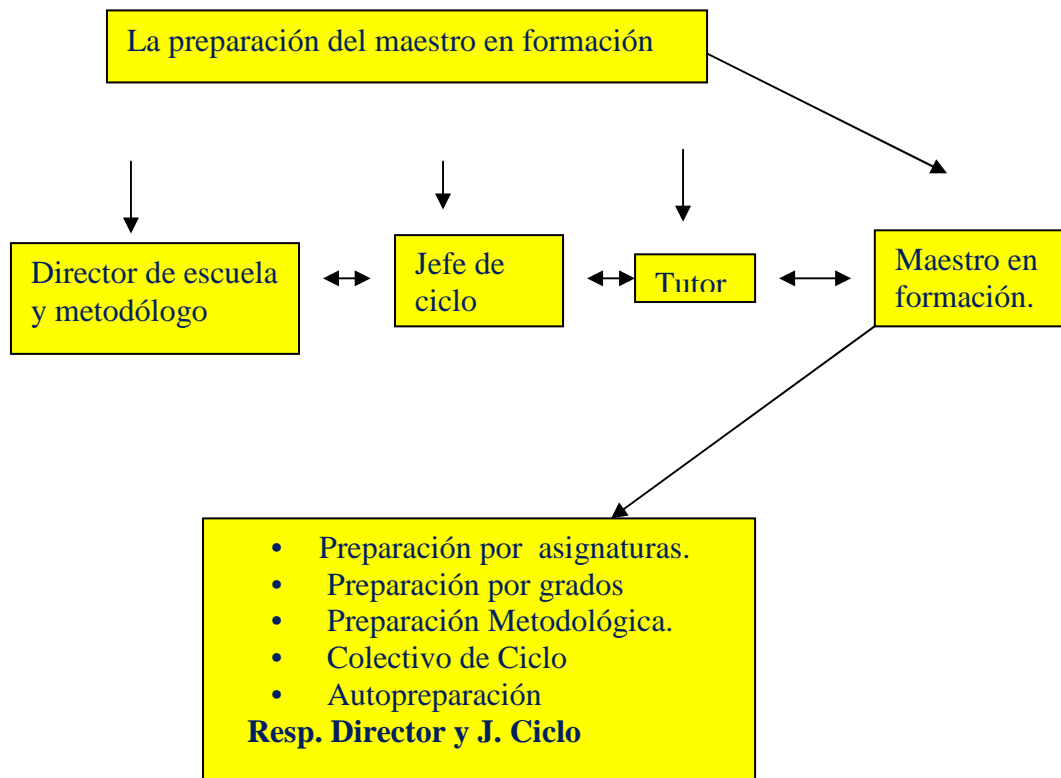 La preparación del maestro en formación
Director de escuela
y metodólogo
Jefe de
ciclo
Tutor
Maestro en
formación.
• Preparación por asignaturas.
• Preparación por grados
• Preparación Metodológica.
• Colectivo de Ciclo
• Autopreparación
Resp. Director y J. Ciclo